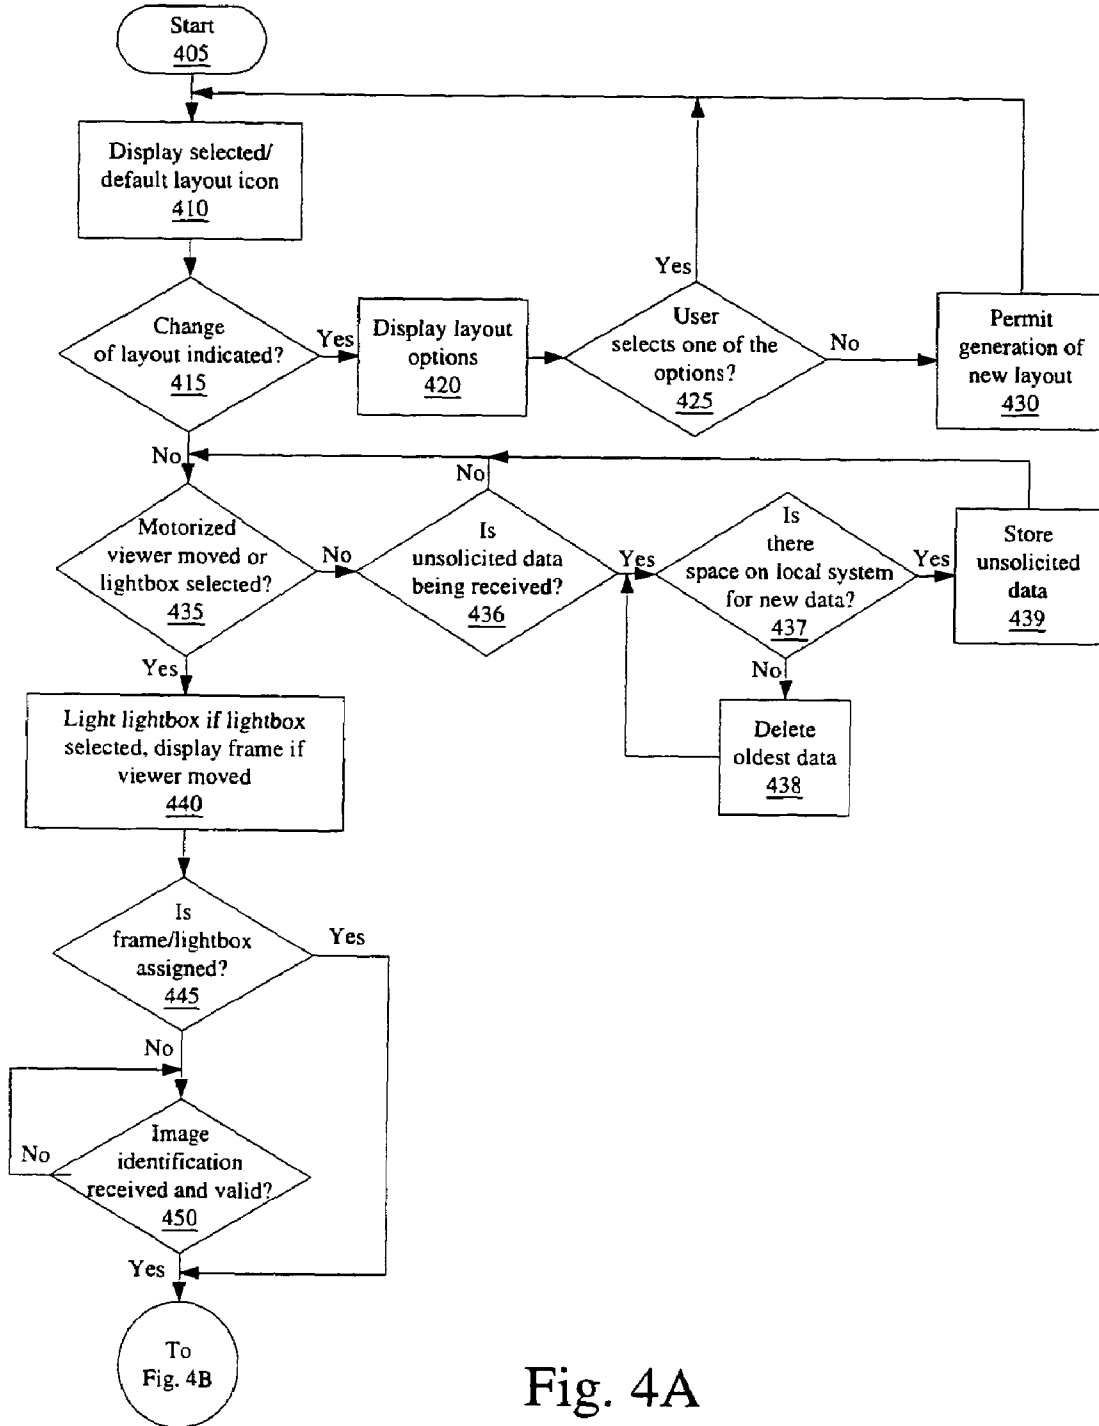 Start
405
Display selected/
default layout icon
410
Change
of layout indicated?
415
Yes
No
Display layout
options
420
User
selects one of the
options?
425
Yes
No
Permit
generation of
new layout
430
Motorized
viewer moved or
lightbox selected?
435
No
Yes
Is
unsolicited data
being received?
436
No
Yes
Is
there
space on local system
for new data?
437
Yes
No
Store
unsolicited
data
439
Delete
oldest data
438
Light lightbox if lightbox
selected, display frame if
viewer moved
440
Is
frame/lightbox
assigned?
445
Yes
No
Image
identification
received and valid?
450
No
Yes
To
Fig. 4B
Fig. 4A